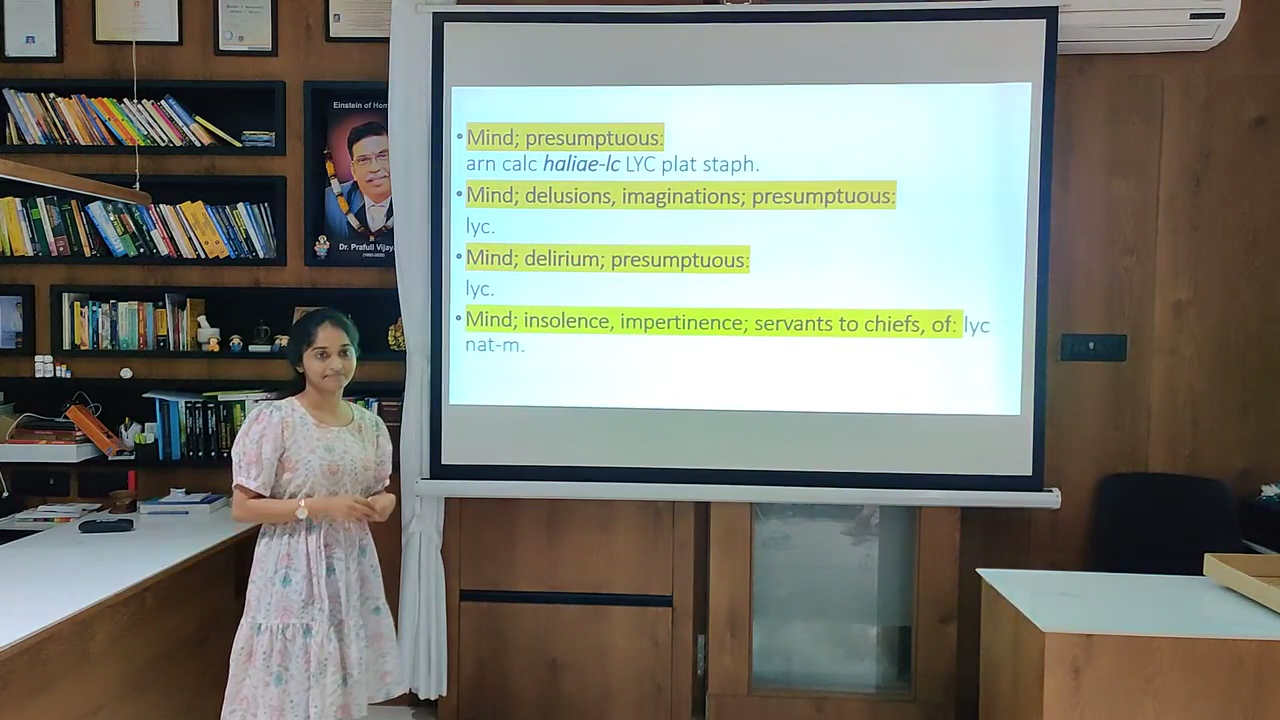 Einstein of Hom
Dr. Prafull Vijay
• Mind; presumptuous:
arn calc haliae-lc LYC plat staph.
• Mind; delusions, imaginations; presumptuous:
lyc.
• Mind; delirium; presumptuous:
lyc.
• Mind; insolence, impertinence; servants to chiefs, of: lyc
nat-m.